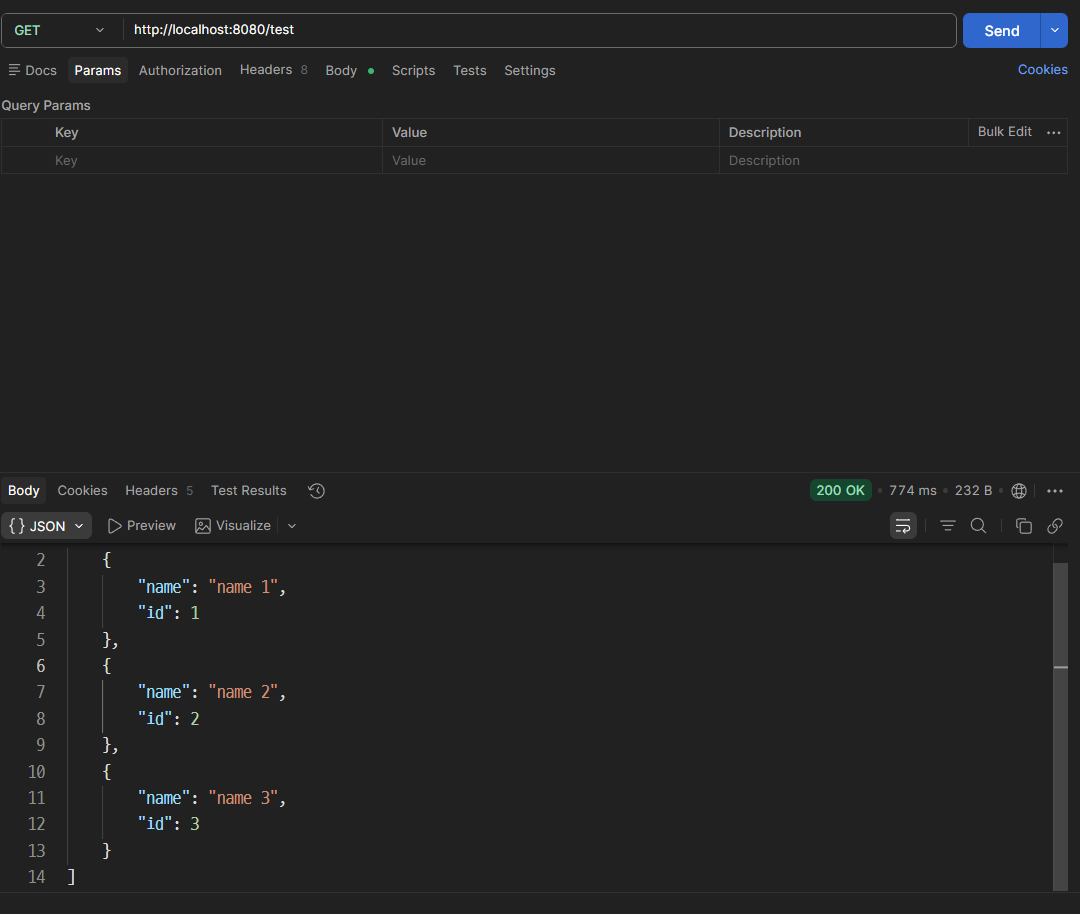 GET http://localhost:8080/test Send
Docs Params Authorization Headers 8 Body Scripts Tests Settings Cookies
Query Params
Key Value Description Bulk Edit
Key Value Description
Body Cookies Headers 5 Test Results 200 OK 774 ms 232 B
{} JSON Preview Visualize
2 {
3 "name": "name 1",
4 "id": 1
5 },
6 {
7 "name": "name 2",
8 "id": 2
9 },
10 {
11 "name": "name 3",
12 "id": 3
13 }
14 ]